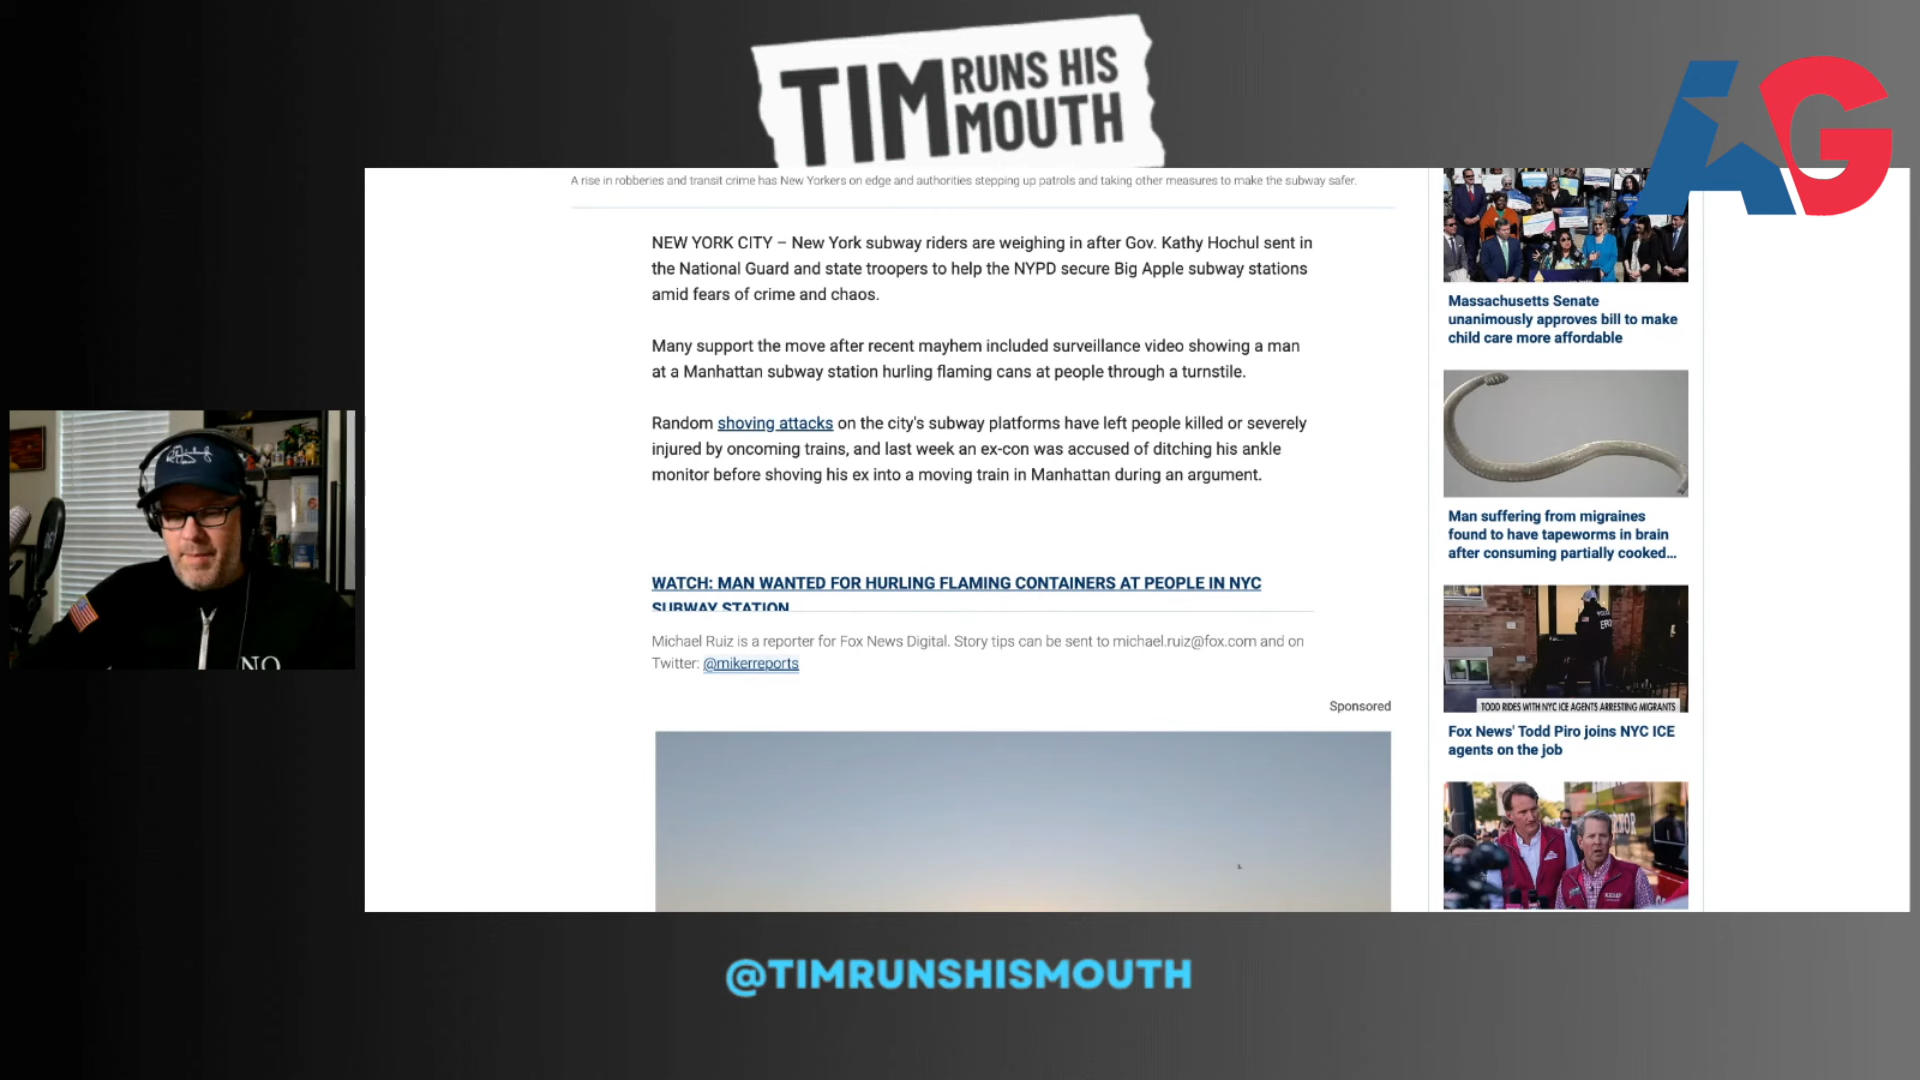 TIM RUNS HIS
MOUTH
AG
A rise in robberies and transit crime has New Yorkers on edge and authorities stepping up patrols and taking other measures to make the subway safer.
NEW YORK CITY – New York subway riders are weighing in after Gov. Kathy Hochul sent in
the National Guard and state troopers to help the NYPD secure Big Apple subway stations
amid fears of crime and chaos.
Many support the move after recent mayhem included surveillance video showing a man
at a Manhattan subway station hurling flaming cans at people through a turnstile.
Random shoving attacks on the city's subway platforms have left people killed or severely
injured by oncoming trains, and last week an ex-con was accused of ditching his ankle
monitor before shoving his ex into a moving train in Manhattan during an argument.
WATCH: MAN WANTED FOR HURLING FLAMING CONTAINERS AT PEOPLE IN NYC
SUBWAY STATION
Michael Ruiz is a reporter for Fox News Digital. Story tips can be sent to michael.ruiz@fox.com and on
Twitter: @mikerreports
Sponsored
Massachusetts Senate
unanimously approves bill to make
child care more affordable
Man suffering from migraines
found to have tapeworms in brain
after consuming partially cooked...
TODD RIDES WITH NYC ICE AGENTS ARRESTING MIGRANTS
Fox News' Todd Piro joins NYC ICE
agents on the job
NO
@TIMRUNSHISMOUTH